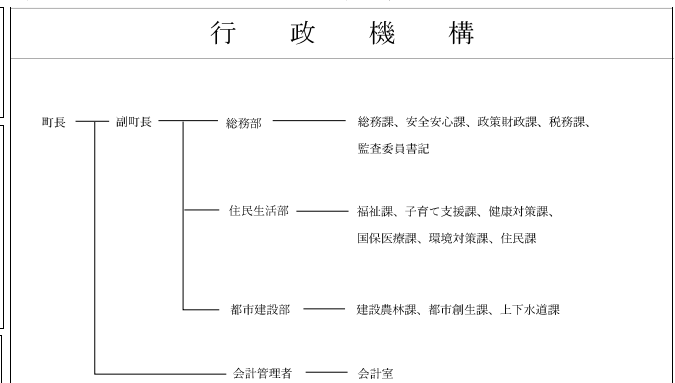 行政機構
町長 副町長 総務部 総務課、安全安心課、政策財政課、税務課、
監査委員書記
住民生活部 福祉課、子育て支援課、健康対策課、
国保医療課、環境対策課、住民課
都市建設部 建設農林課、都市創生課、上下水道課
会計管理者 会計室